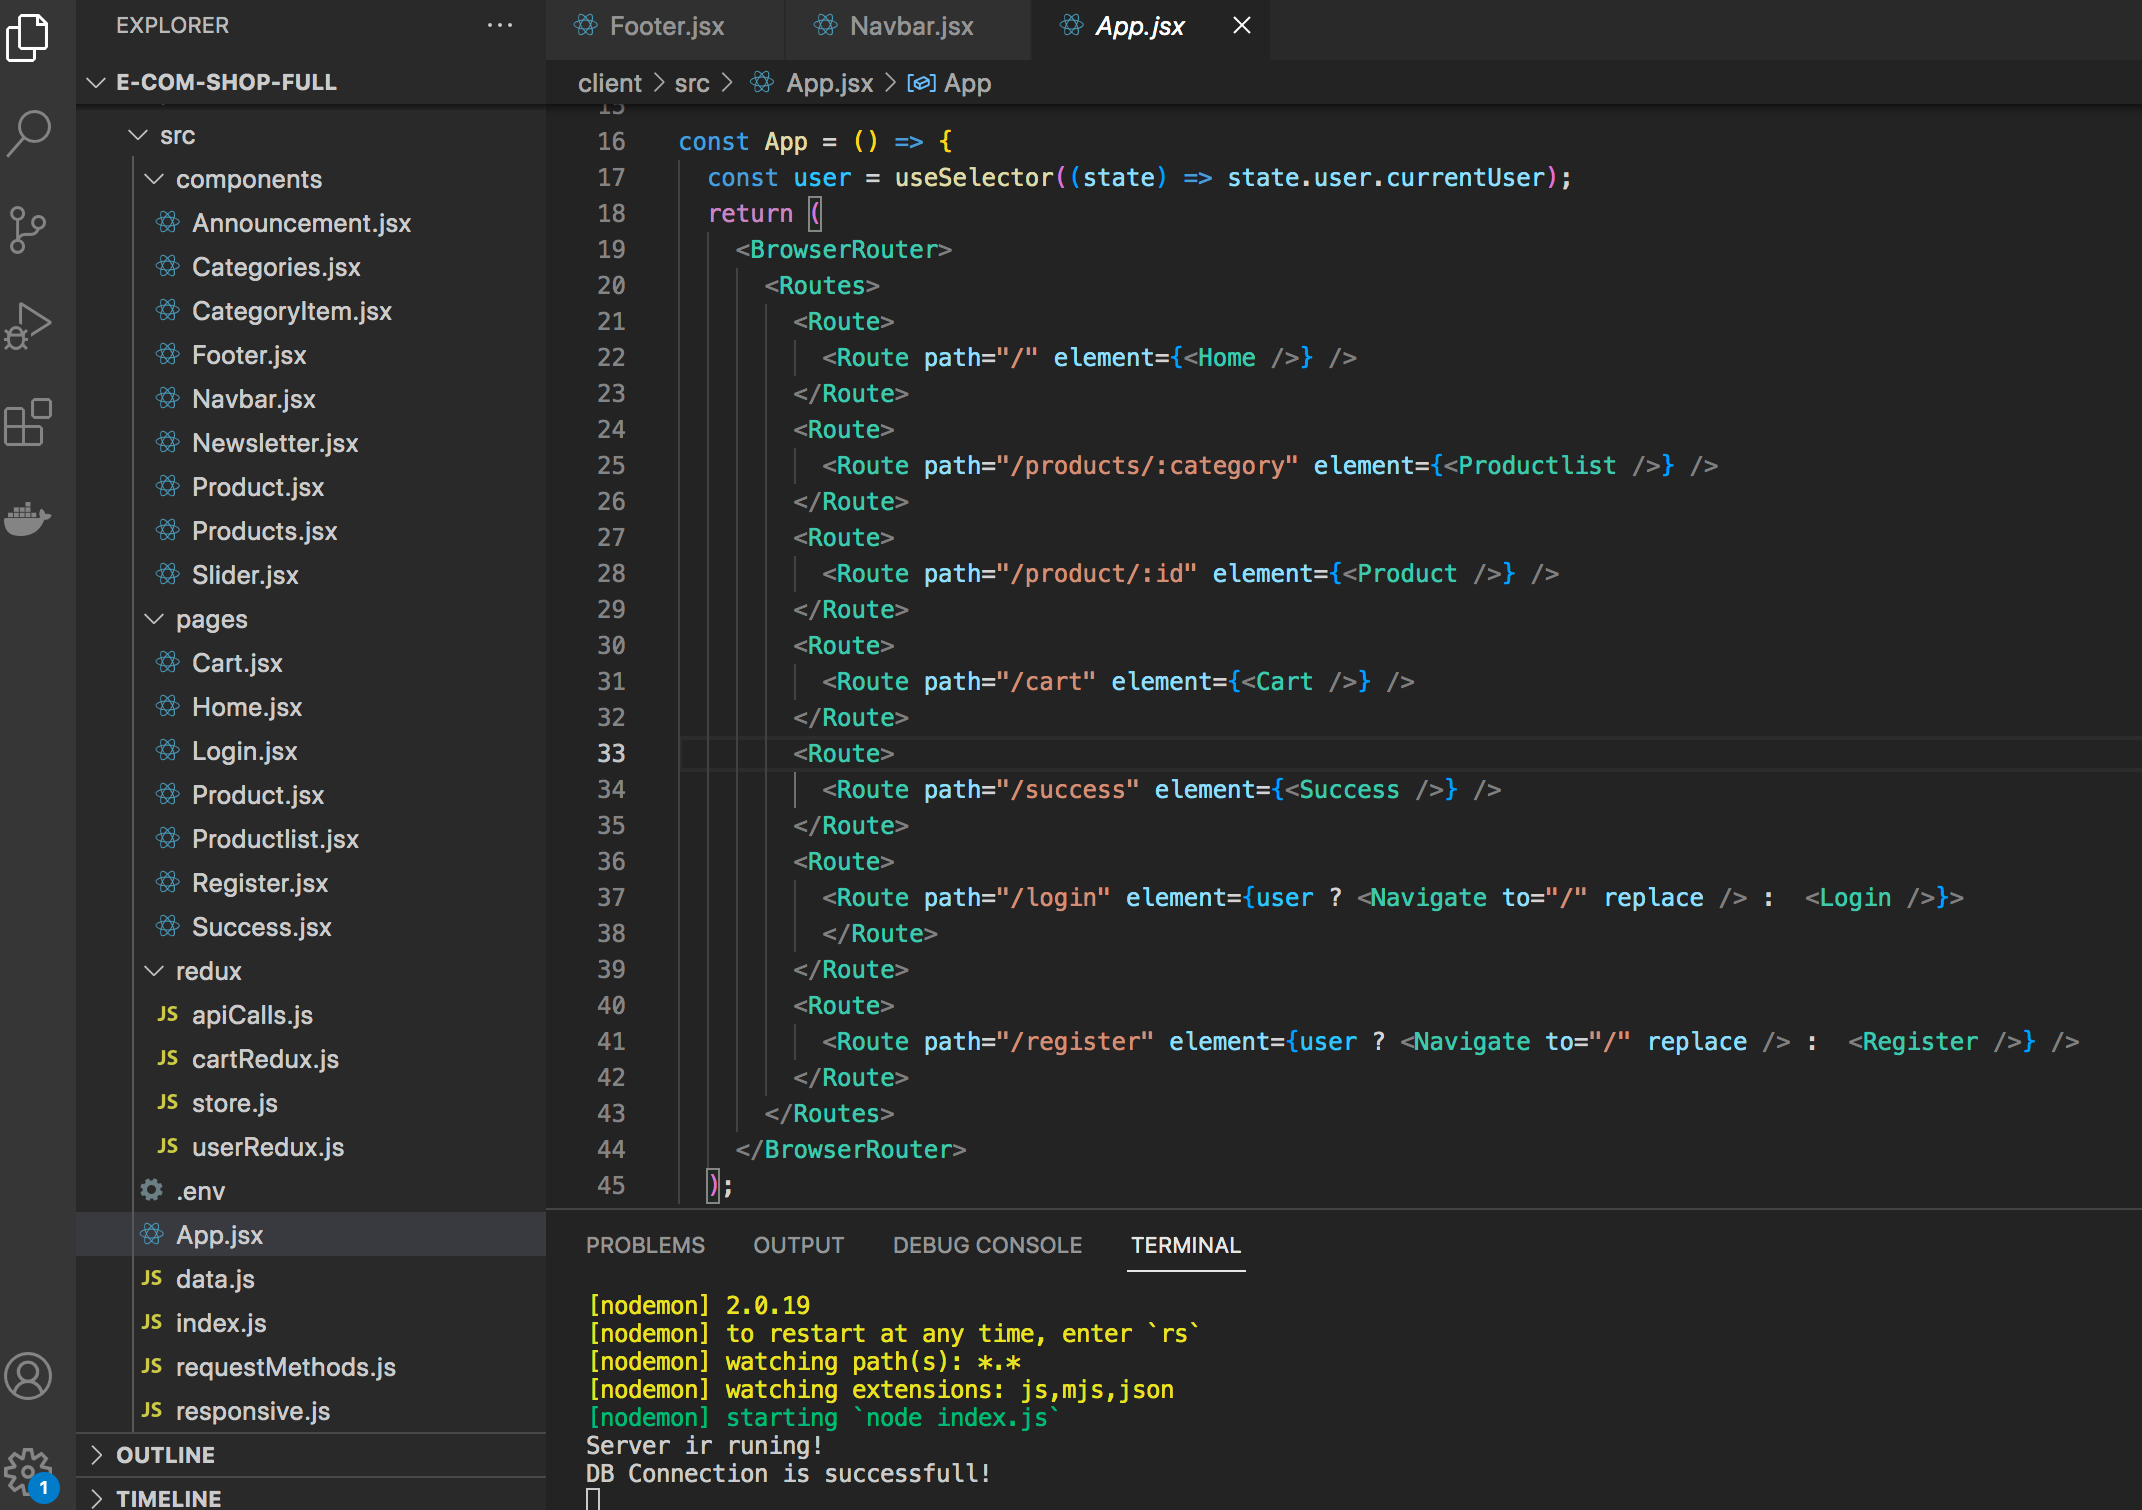 EXPLORER
E-COM-SHOP-FULL
src
components
Announcement.jsx
Categories.jsx
CategoryItem.jsx
Footer.jsx
Navbar.jsx
Newsletter.jsx
Product.jsx
Products.jsx
Slider.jsx
pages
Cart.jsx
Home.jsx
Login.jsx
Product.jsx
Productlist.jsx
Register.jsx
Success.jsx
redux
JS apiCalls.js
JS cartRedux.js
JS store.js
JS userRedux.js
.env
App.jsx
JS data.js
JS index.js
JS requestMethods.js
JS responsive.js
OUTLINE
TIMELINE
1
Footer.jsx Navbar.jsx App.jsx
client > src > App.jsx > App
15
16 const App = () => {
17 const user = useSelector((state) => state.user.currentUser);
18 return (
19 <BrowserRouter>
20 <Routes>
21 <Route>
22 <Route path="/" element={<Home />} />
23 </Route>
24 <Route>
25 <Route path="/products/:category" element={<Productlist />} />
26 </Route>
27 <Route>
28 <Route path="/product/:id" element={<Product />} />
29 </Route>
30 <Route>
31 <Route path="/cart" element={<Cart />} />
32 </Route>
33 <Route>
34 <Route path="/success" element={<Success />} />
35 </Route>
36 <Route>
37 <Route path="/login" element={user ? <Navigate to="/" replace /> :  <Login />}>
38 </Route>
39 </Route>
40 <Route>
41 <Route path="/register" element={user ? <Navigate to="/" replace /> :  <Register />} />
42 </Route>
43 </Routes>
44 </BrowserRouter>
45 );
PROBLEMS OUTPUT DEBUG CONSOLE TERMINAL
[nodemon] 2.0.19
[nodemon] to restart at any time, enter `rs`
[nodemon] watching path(s): *.*
[nodemon] watching extensions: js,mjs,json
[nodemon] starting `node index.js`
Server ir runing!
DB Connection is successfull!